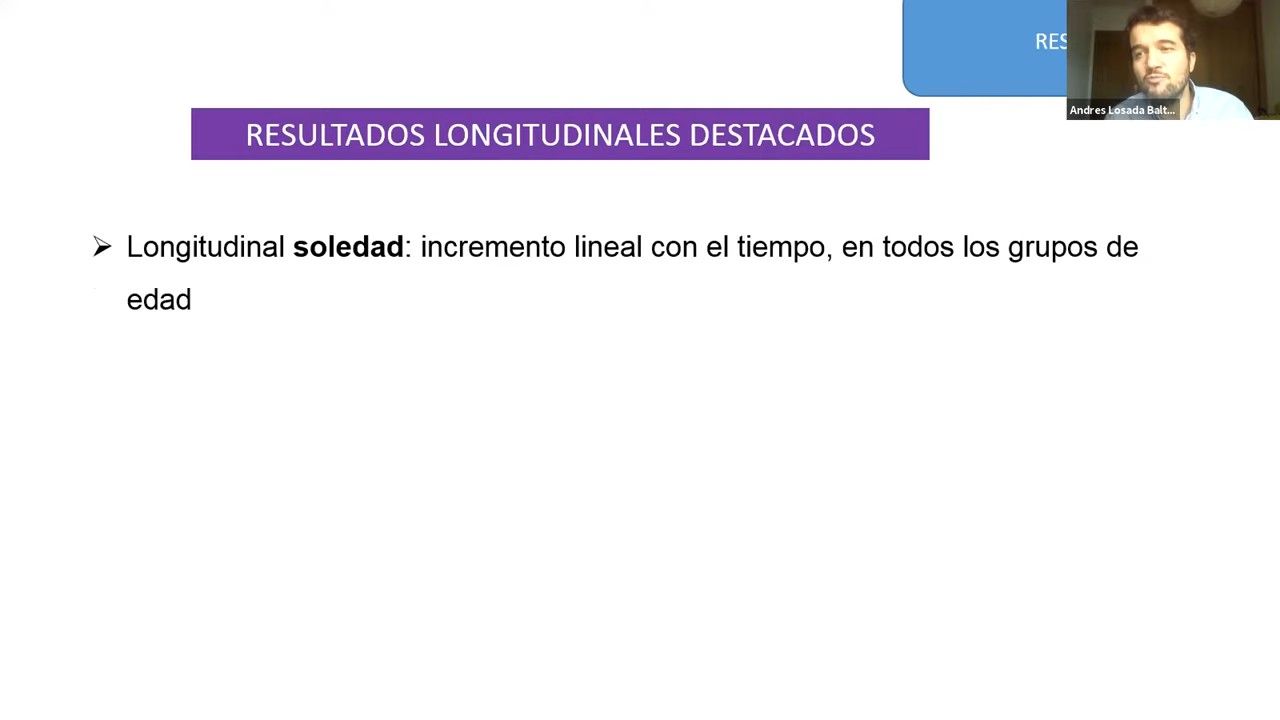 RES
Andres Losada Balt...
RESULTADOS LONGITUDINALES DESTACADOS
➢ Longitudinal soledad: incremento lineal con el tiempo, en todos los grupos de
edad